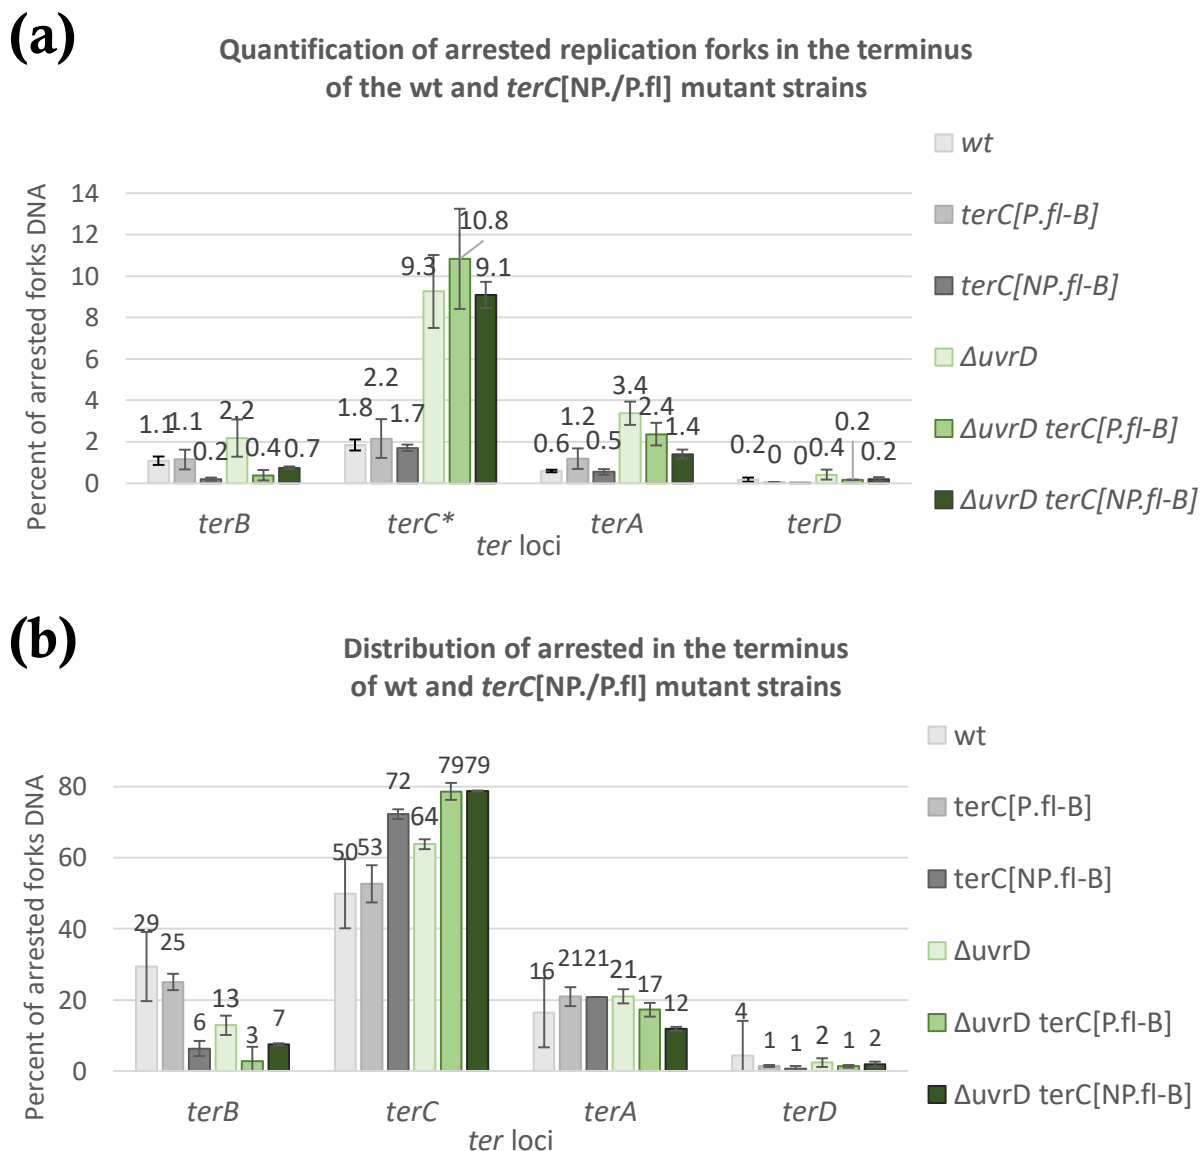 (a)
Quantification of arrested replication forks in the terminus
of the wt and terC[NP./P.fl] mutant strains
Percent of arrested forks DNA
14
12
10
8
6
4
2
0
1.1
1.1
0.2
2.2
0.4
0.7
1.8
2.2
1.7
9.3
10.8
9.1
0.6
1.2
0.5
3.4
2.4
1.4
0.2
0
0
0.4
0.2
0.2
terB
terC*
terA
terD
ter loci
wt
terC[P.fl-B]
terC[NP.fl-B]
ΔuvrD
ΔuvrD terC[P.fl-B]
ΔuvrD terC[NP.fl-B]
(b)
Distribution of arrested in the terminus
of wt and terC[NP./P.fl] mutant strains
Percent of arrested forks DNA
80
60
40
20
0
29
25
6
13
3
7
50
53
72
64
79
79
16
21
21
21
17
12
4
1
1
2
1
2
terB
terC
terA
terD
ter loci
wt
terC[P.fl-B]
terC[NP.fl-B]
ΔuvrD
ΔuvrD terC[P.fl-B]
ΔuvrD terC[NP.fl-B]